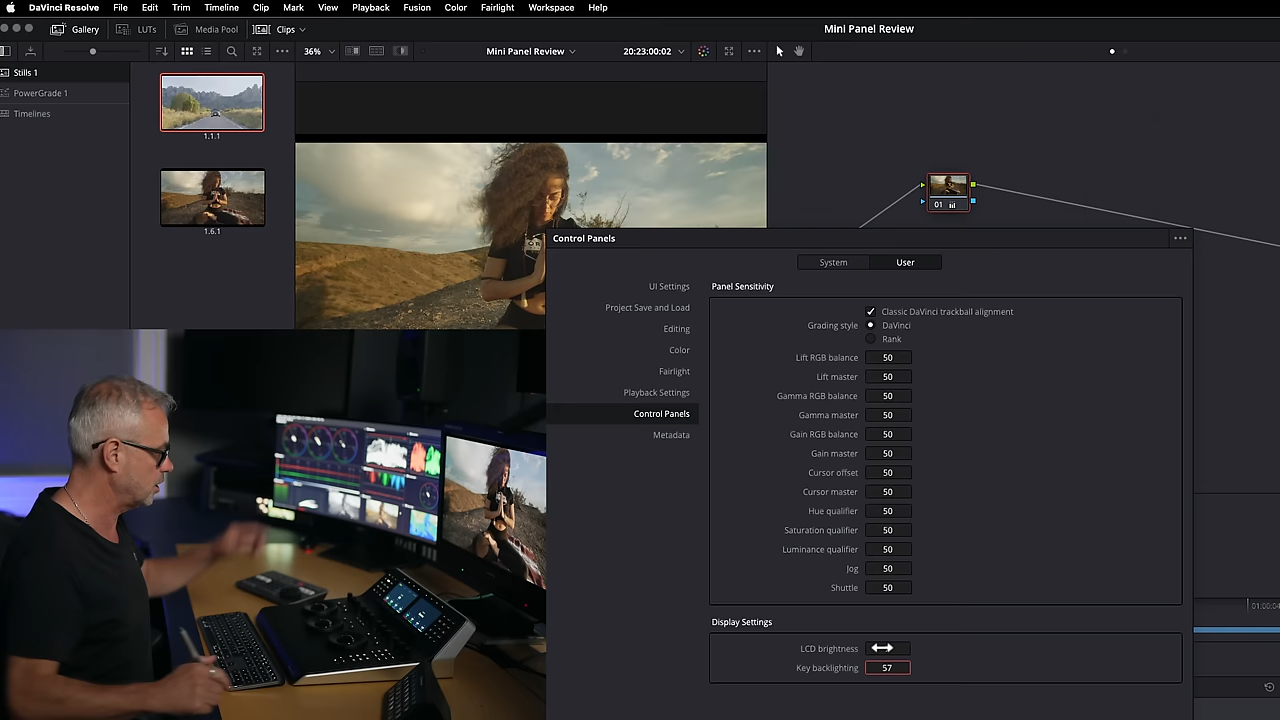 DaVinci Resolve File Edit Trim Timeline Clip Mark View Playback Fusion Color Fairlight Workspace Help
Gallery LUTs Media Pool Clips Mini Panel Review
36% Mini Panel Review 20:23:00:02
Stills 1
PowerGrade 1
Timelines
1.1.1
1.6.1
01
Control Panels
System User
UI Settings
Project Save and Load
Editing
Color
Fairlight
Playback Settings
Control Panels
Metadata
Panel Sensitivity
Classic DaVinci trackball alignment
Grading style DaVinci
Rank
Lift RGB balance 50
Lift master 50
Gamma RGB balance 50
Gamma master 50
Gain RGB balance 50
Gain master 50
Cursor offset 50
Cursor master 50
Hue qualifier 50
Saturation qualifier 50
Luminance qualifier 50
Jog 50
Shuttle 50
Display Settings
LCD brightness
Key backlighting 57
01:00:04